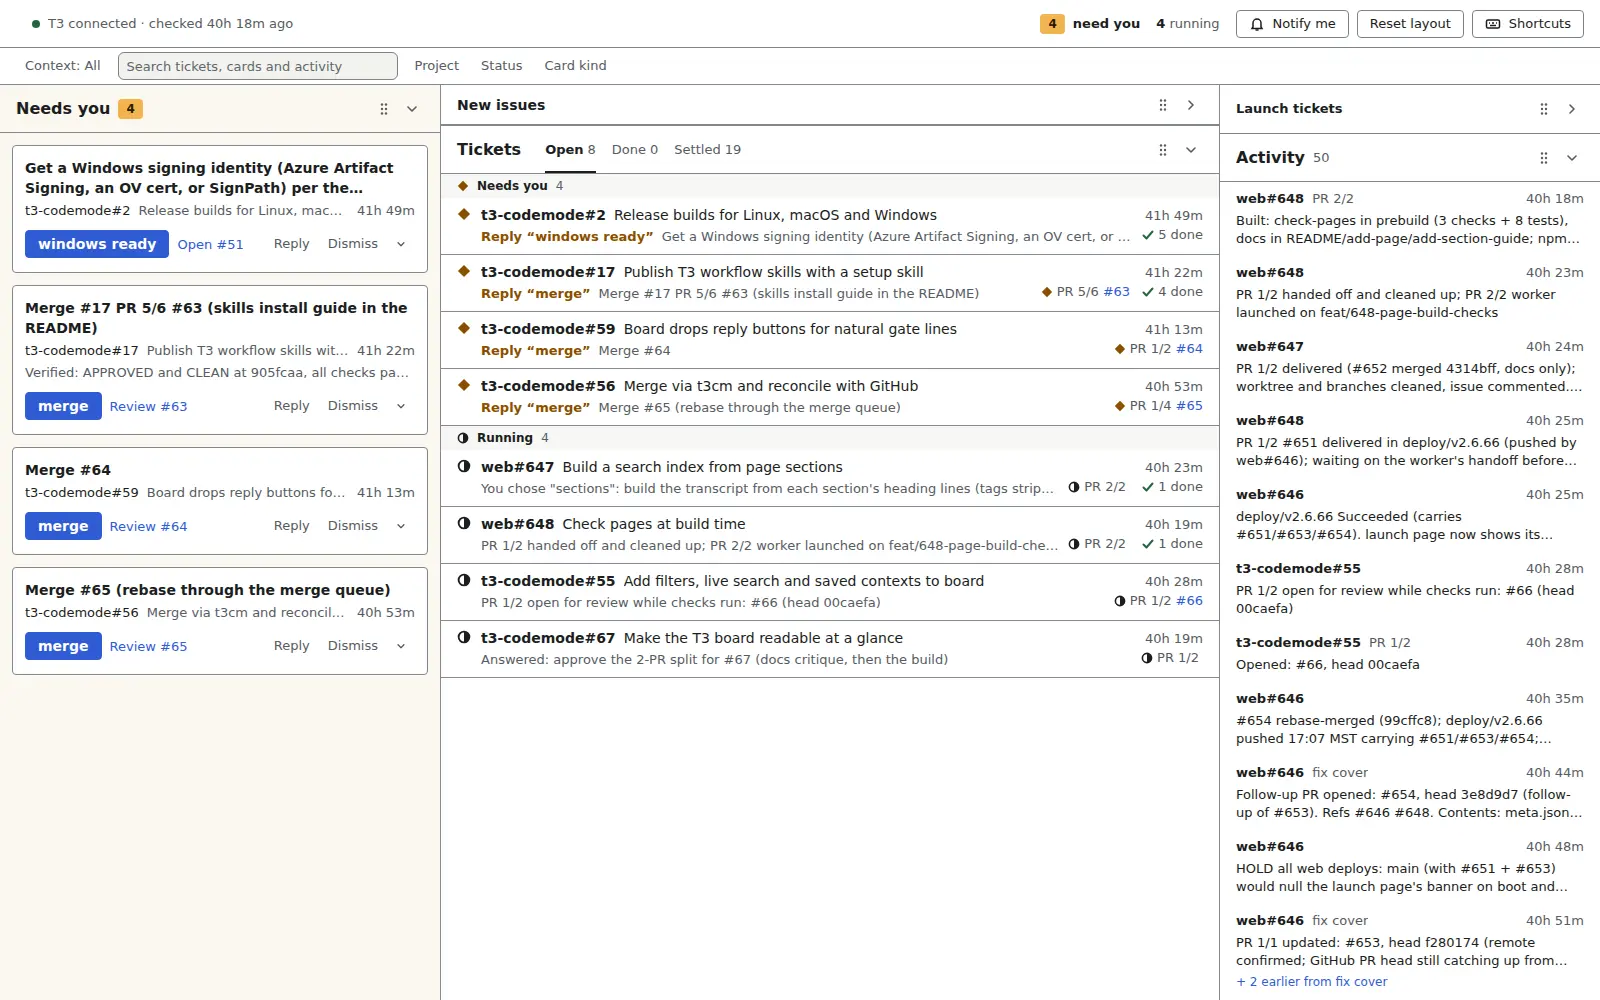 T3 connected · checked 40h 18m ago
4 need you 4 running Notify me Reset layout Shortcuts
Context: All Search tickets, cards and activity Project Status Card kind
Needs you 4
Get a Windows signing identity (Azure Artifact
Signing, an OV cert, or SignPath) per the…
t3-codemode#2 Release builds for Linux, mac… 41h 49m
windows ready Open #51 Reply Dismiss
Merge #17 PR 5/6 #63 (skills install guide in the
README)
t3-codemode#17 Publish T3 workflow skills wit… 41h 22m
Verified: APPROVED and CLEAN at 905fcaa, all checks pa…
merge Review #63 Reply Dismiss
Merge #64
t3-codemode#59 Board drops reply buttons fo… 41h 13m
merge Review #64 Reply Dismiss
Merge #65 (rebase through the merge queue)
t3-codemode#56 Merge via t3cm and reconcil… 40h 53m
merge Review #65 Reply Dismiss
New issues
Tickets Open 8 Done 0 Settled 19
Needs you 4
t3-codemode#2 Release builds for Linux, macOS and Windows 41h 49m
Reply “windows ready” Get a Windows signing identity (Azure Artifact Signing, an OV cert, or … 5 done
t3-codemode#17 Publish T3 workflow skills with a setup skill 41h 22m
Reply “merge” Merge #17 PR 5/6 #63 (skills install guide in the README) PR 5/6 #63 4 done
t3-codemode#59 Board drops reply buttons for natural gate lines 41h 13m
Reply “merge” Merge #64 PR 1/2 #64
t3-codemode#56 Merge via t3cm and reconcile with GitHub 40h 53m
Reply “merge” Merge #65 (rebase through the merge queue) PR 1/4 #65
Running 4
web#647 Build a search index from page sections 40h 23m
You chose "sections": build the transcript from each section's heading lines (tags strip… PR 2/2 1 done
web#648 Check pages at build time 40h 19m
PR 1/2 handed off and cleaned up; PR 2/2 worker launched on feat/648-page-build-che… PR 2/2 1 done
t3-codemode#55 Add filters, live search and saved contexts to board 40h 28m
PR 1/2 open for review while checks run: #66 (head 00caefa) PR 1/2 #66
t3-codemode#67 Make the T3 board readable at a glance 40h 19m
Answered: approve the 2-PR split for #67 (docs critique, then the build) PR 1/2
Launch tickets
Activity 50
web#648 PR 2/2 40h 18m
Built: check-pages in prebuild (3 checks + 8 tests),
docs in README/add-page/add-section-guide; npm…
web#648 40h 23m
PR 1/2 handed off and cleaned up; PR 2/2 worker
launched on feat/648-page-build-checks
web#647 40h 24m
PR 1/2 delivered (#652 merged 4314bff, docs only);
worktree and branches cleaned, issue commented.…
web#648 40h 25m
PR 1/2 #651 delivered in deploy/v2.6.66 (pushed by
web#646); waiting on the worker's handoff before…
web#646 40h 25m
deploy/v2.6.66 Succeeded (carries
#651/#653/#654). launch page now shows its…
t3-codemode#55 40h 28m
PR 1/2 open for review while checks run: #66 (head
00caefa)
t3-codemode#55 PR 1/2 40h 28m
Opened: #66, head 00caefa
web#646 40h 35m
#654 rebase-merged (99cffc8); deploy/v2.6.66
pushed 17:07 MST carrying #651/#653/#654;…
web#646 fix cover 40h 44m
Follow-up PR opened: #654, head 3e8d9d7 (follow-
up of #653). Refs #646 #648. Contents: meta.json…
web#646 40h 48m
HOLD all web deploys: main (with #651 + #653)
would null the launch page's banner on boot and…
web#646 fix cover 40h 51m
PR 1/1 updated: #653, head f280174 (remote
confirmed; GitHub PR head still catching up from…
+ 2 earlier from fix cover